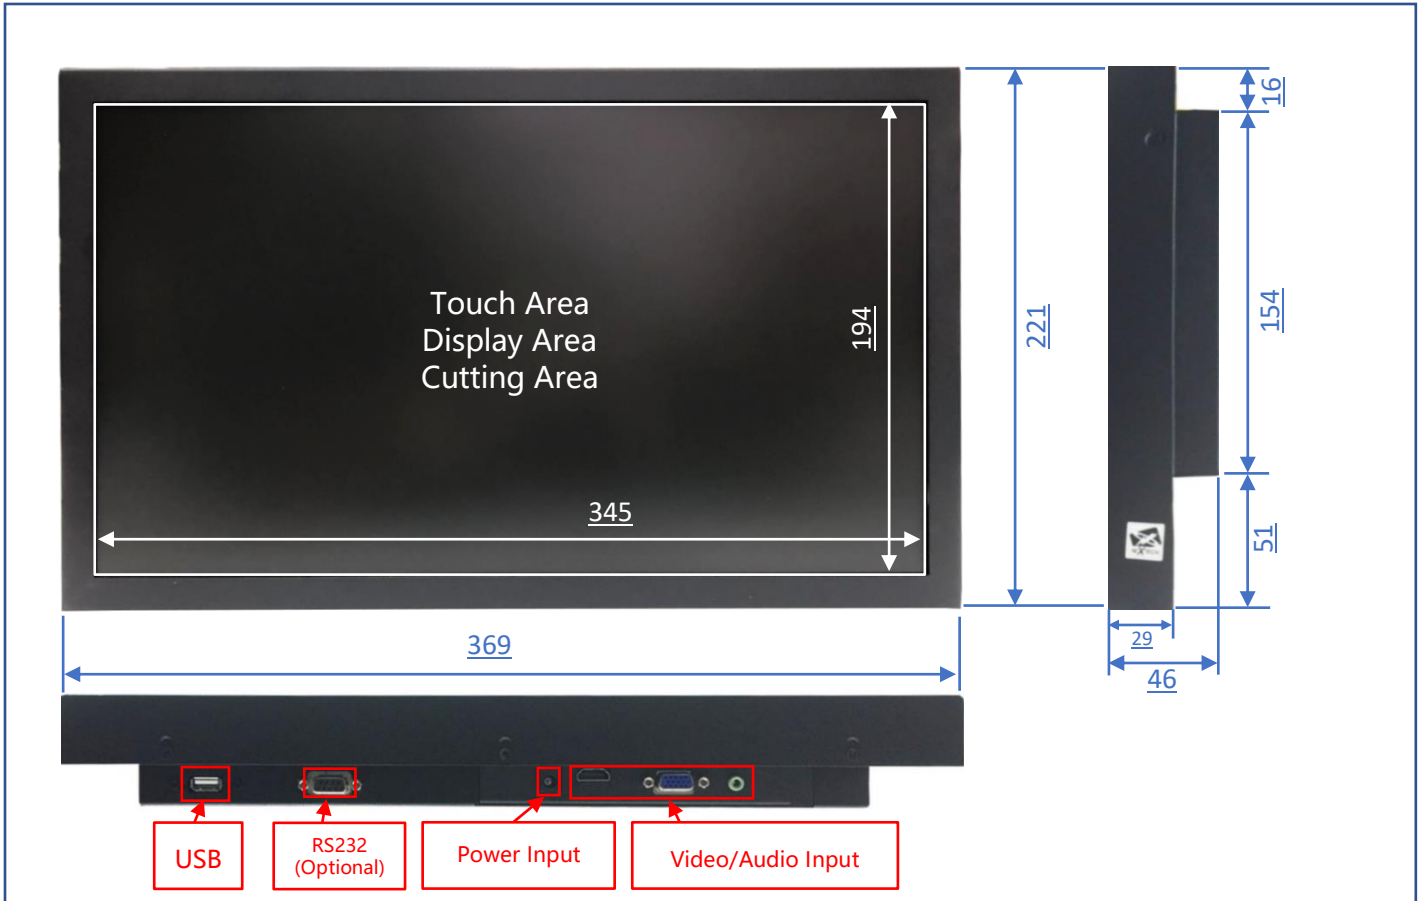 Touch Area
Display Area
Cutting Area
194
345
221
16
154
51
29
46
369
USB
RS232
(Optional)
Power Input
Video/Audio Input